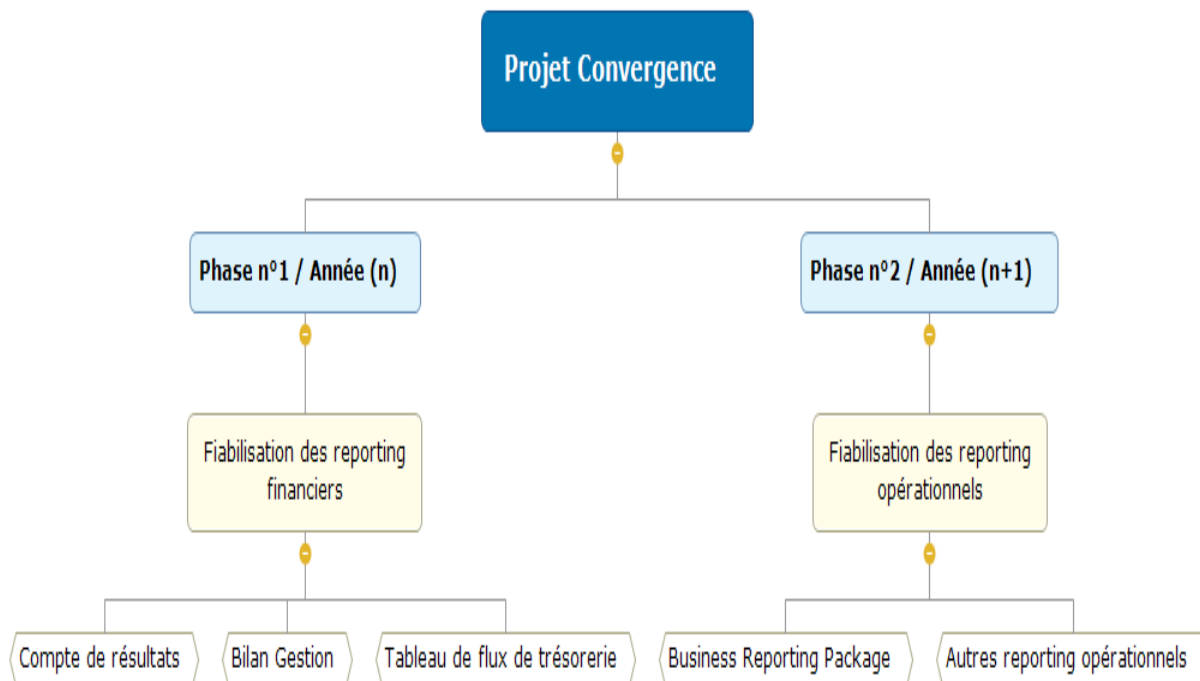 Projet Convergence
Phase n°1 / Année (n)
Phase n°2 / Année (n+1)
Fiabilisation des reporting
financiers
Fiabilisation des reporting
opérationnels
Compte de résultats
Bilan Gestion
Tableau de flux de trésorerie
Business Reporting Package
Autres reporting opérationnels